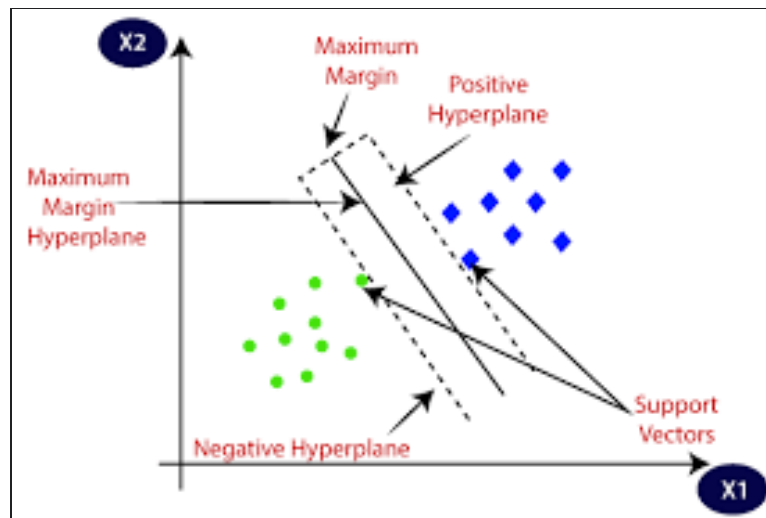 X2
Maximum
Margin
Positive
Hyperplane
Maximum
Margin
Hyperplane
Support
Vectors
Negative Hyperplane
X1